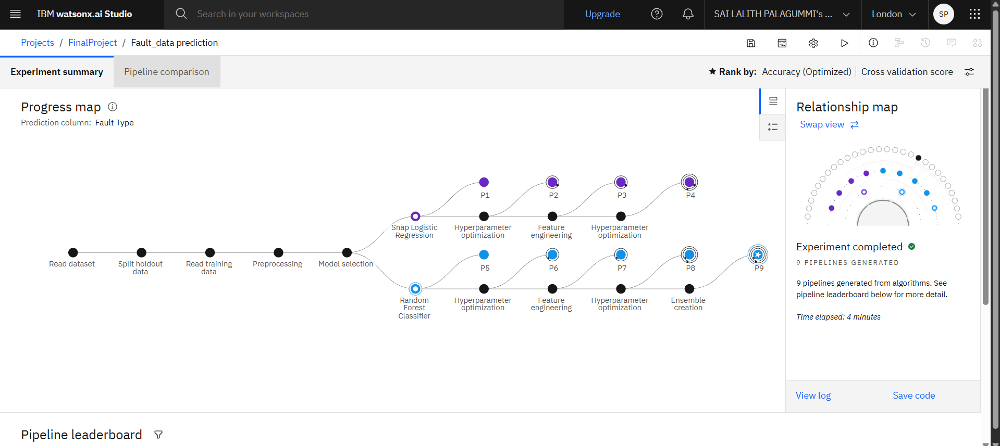 IBM watsonx.ai Studio
Search in your workspaces
Upgrade
SAI LALITH PALAGUMMI's ...
London
SP
Projects / FinalProject / Fault_data prediction
Experiment summary
Pipeline comparison
Rank by: Accuracy (Optimized) | Cross validation score
Progress map
Prediction column: Fault Type
P1
P2
P3
P4
Snap Logistic
Regression
Hyperparameter
optimization
Feature
engineering
Hyperparameter
optimization
Read dataset
Split holdout
data
Read training
data
Preprocessing
Model selection
P5
P6
P7
P8
P9
Random
Forest
Classifier
Hyperparameter
optimization
Feature
engineering
Hyperparameter
optimization
Ensemble
creation
Relationship map
Swap view
Experiment completed
9 PIPELINES GENERATED
9 pipelines generated from algorithms. See
pipeline leaderboard below for more detail.
Time elapsed: 4 minutes
View log
Save code
Pipeline leaderboard